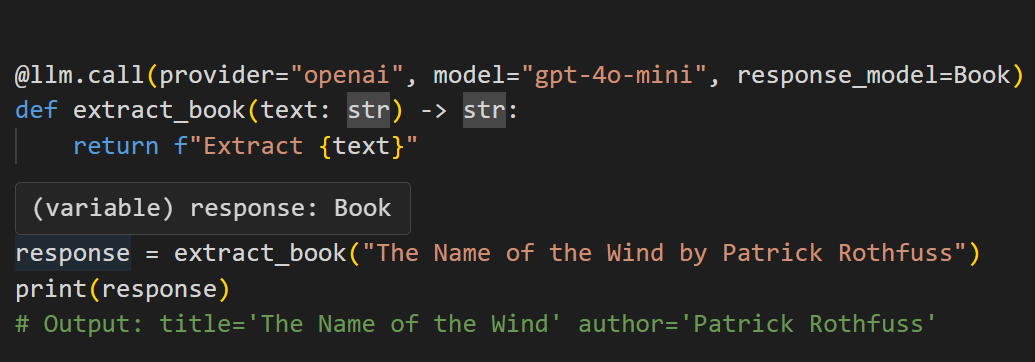 @llm.call(provider="openai", model="gpt-4o-mini", response_model=Book)
def extract_book(text: str) -> str:
    return f"Extract {text}"
(variable) response: Book
response = extract_book("The Name of the Wind by Patrick Rothfuss")
print(response)
# Output: title='The Name of the Wind' author='Patrick Rothfuss'